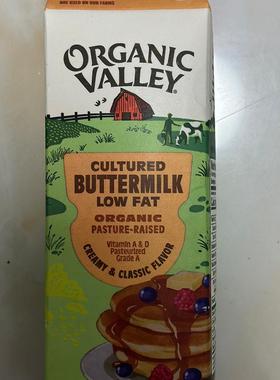 ARE USED ON OUR FARMS
ORGANIC
VALLEY®
CULTURED
BUTTERMILK
LOW FAT
ORGANIC
PASTURE-RAISED
Vitamin A & D
Pasteurized
Grade A
CREAMY & CLASSIC FLAVOR